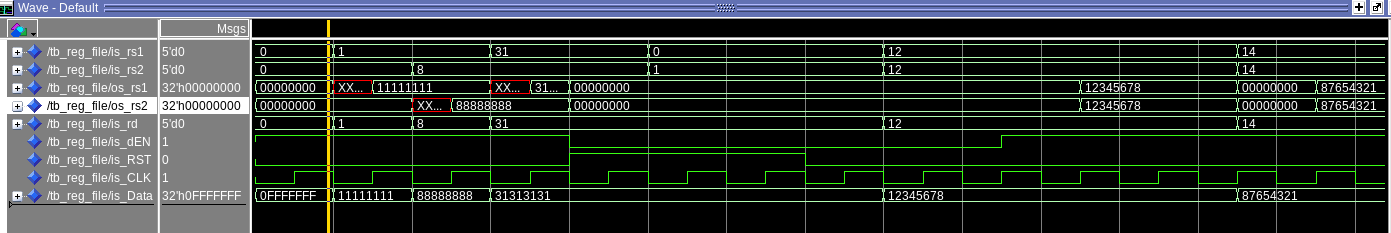 Wave - Default
Msgs
/tb_reg_file/is_rs1 5'd0 0 1 31 0 12 14
/tb_reg_file/is_rs2 5'd0 0 8 1 12 14
/tb_reg_file/os_rs1 32'h00000000 00000000 XX... 11111111 XX... 31... 00000000 12345678 00000000 87654321
/tb_reg_file/os_rs2 32'h00000000 00000000 XX... 88888888 00000000 12345678 00000000 87654321
/tb_reg_file/is_rd 5'd0 0 1 8 31 12 14
/tb_reg_file/is_dEN 1
/tb_reg_file/is_RST 0
/tb_reg_file/is_CLK 1
/tb_reg_file/is_Data 32'h0FFFFFFF 0FFFFFFF 11111111 88888888 31313131 12345678 87654321